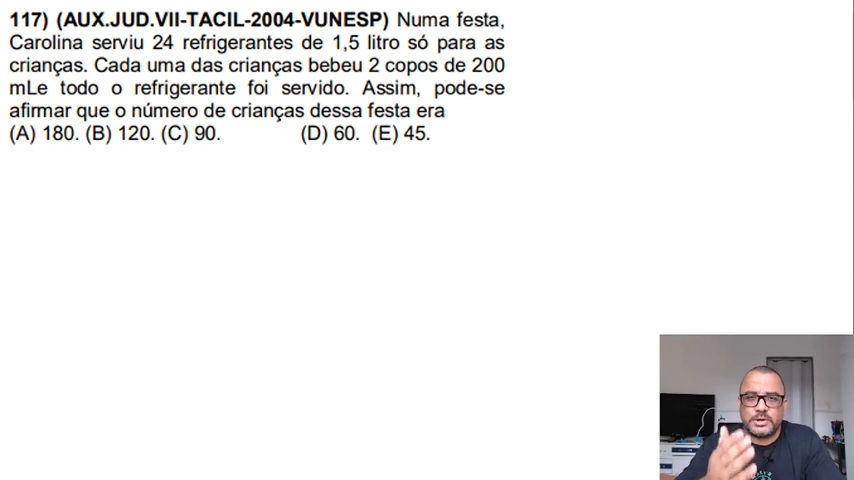 117) (AUX.JUD.VII-TACIL-2004-VUNESP) Numa festa,
Carolina serviu 24 refrigerantes de 1,5 litro só para as
crianças. Cada uma das crianças bebeu 2 copos de 200
mLe todo o refrigerante foi servido. Assim, pode-se
afirmar que o número de crianças dessa festa era
(A) 180. (B) 120. (C) 90. (D) 60. (E) 45.